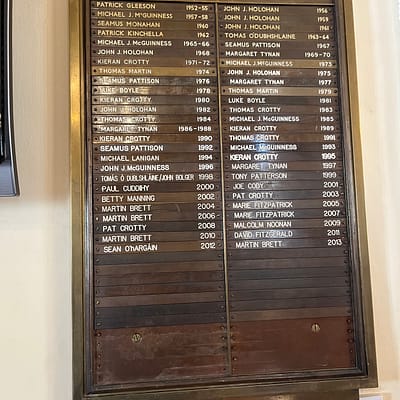 PATRICK GLEESON 1952-55
MICHAEL J. McGUINNESS 1957-58
SEAMUS MONAHAN 1960
PATRICK KINCHELLA 1962
MICHAEL J. McGUINNESS 1965-66
JOHN J. HOLOHAN 1968
KIERAN CROTTY 1971-72
THOMAS MARTIN 1974
SEAMUS PATTISON 1976
LUKE BOYLE 1978
KIERAN CROTTY 1980
JOHN J. HOLOHAN 1982
THOMAS CROTTY 1984
MARGARET TYNAN 1986-1988
KIERAN CROTTY 1990
SEAMUS PATTISON 1992
MICHAEL LANIGAN 1994
JOHN J. McGUINNESS 1996
TOMÁS Ó DUBHSHLÁINE/JOHN BOLGER 1998
PAUL CUDDIHY 2000
BETTY MANNING 2002
MARTIN BRETT 2004
MARTIN BRETT 2006
PAT CROTTY 2008
MARTIN BRETT 2010
SEÁN O'hARGÁIN 2012
JOHN J. HOLOHAN 1956
JOHN J. HOLOHAN 1959
JOHN J. HOLOHAN 1961
TOMAS O'DUBHSHLAINE 1963-64
SEAMUS PATTISON 1967
MARGARET TYNAN 1969-70
MICHAEL J. McGUINNESS 1973
JOHN J. HOLOHAN 1975
MARGARET TYNAN 1977
THOMAS MARTIN 1979
LUKE BOYLE 1981
THOMAS CROTTY 1983
MICHAEL J. McGUINNESS 1985
KIERAN CROTTY 1989
THOMAS CROTTY 1991
MICHAEL McGUINNESS 1993
KIERAN CROTTY 1995
MARGARET TYNAN 1997
TONY PATTERSON 1999
JOE COBY 2001
PAT CROTTY 2003
MARIE FITZPATRICK 2005
MARIE FITZPATRICK 2007
MALCOLM NOONAN 2009
DAVID FITZGERALD 2011
MARTIN BRETT 2013